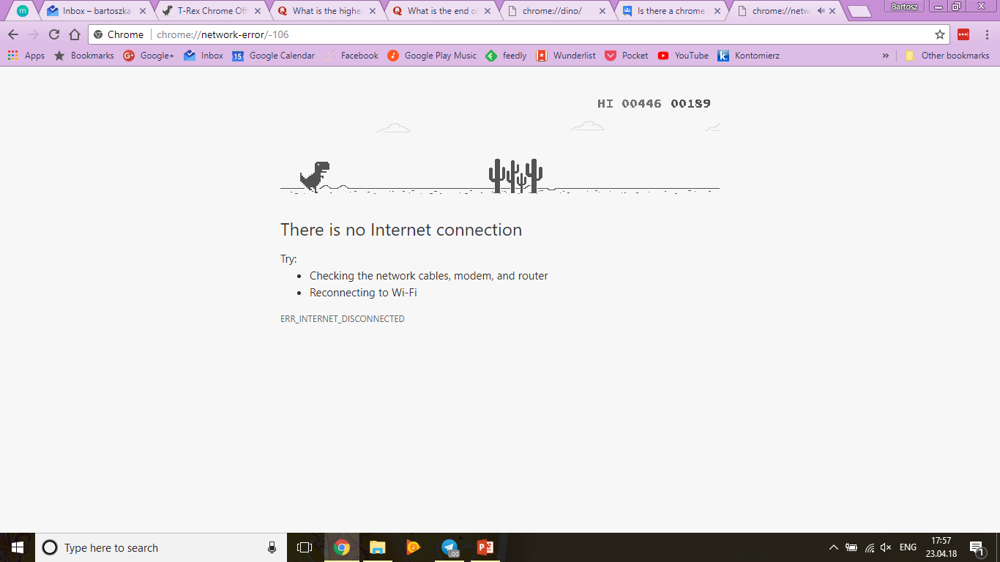 m Inbox – bartoszka T-Rex Chrome Off What is the highe What is the end o chrome://dino/ Is there a chrome chrome://netw Bartosz
Chrome chrome://network-error/-106
Apps Bookmarks Google+ Inbox 15 Google Calendar Facebook Google Play Music feedly Wunderlist Pocket YouTube k. Kontomierz » Other bookmarks
HI 00446 00189
There is no Internet connection
Try:
Checking the network cables, modem, and router
Reconnecting to Wi-Fi
ERR_INTERNET_DISCONNECTED
Type here to search .00 ENG 17:57 1
23.04.18